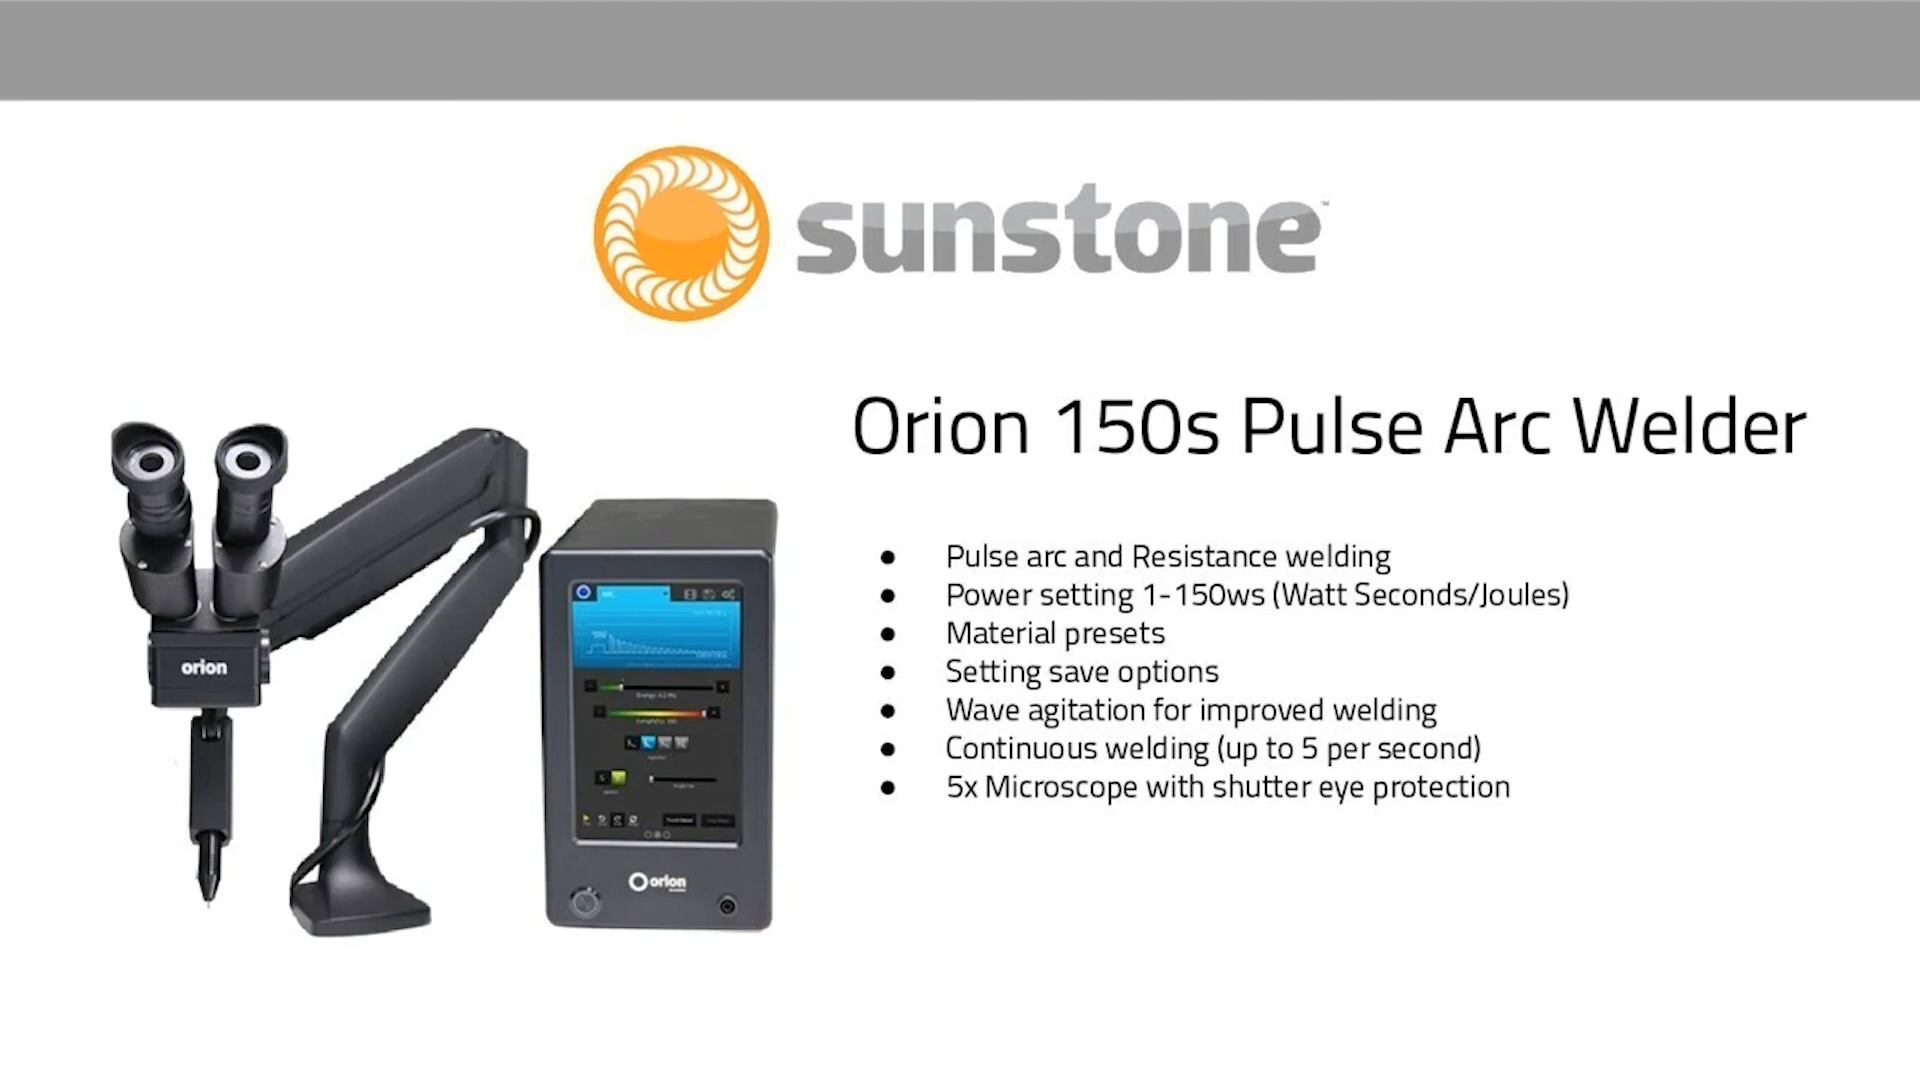 sunstone™
Orion 150s Pulse Arc Welder
• Pulse arc and Resistance welding
• Power setting 1-150ws (Watt Seconds/Joules)
• Material presets
• Setting save options
• Wave agitation for improved welding
• Continuous welding (up to 5 per second)
• 5x Microscope with shutter eye protection
orion
orion